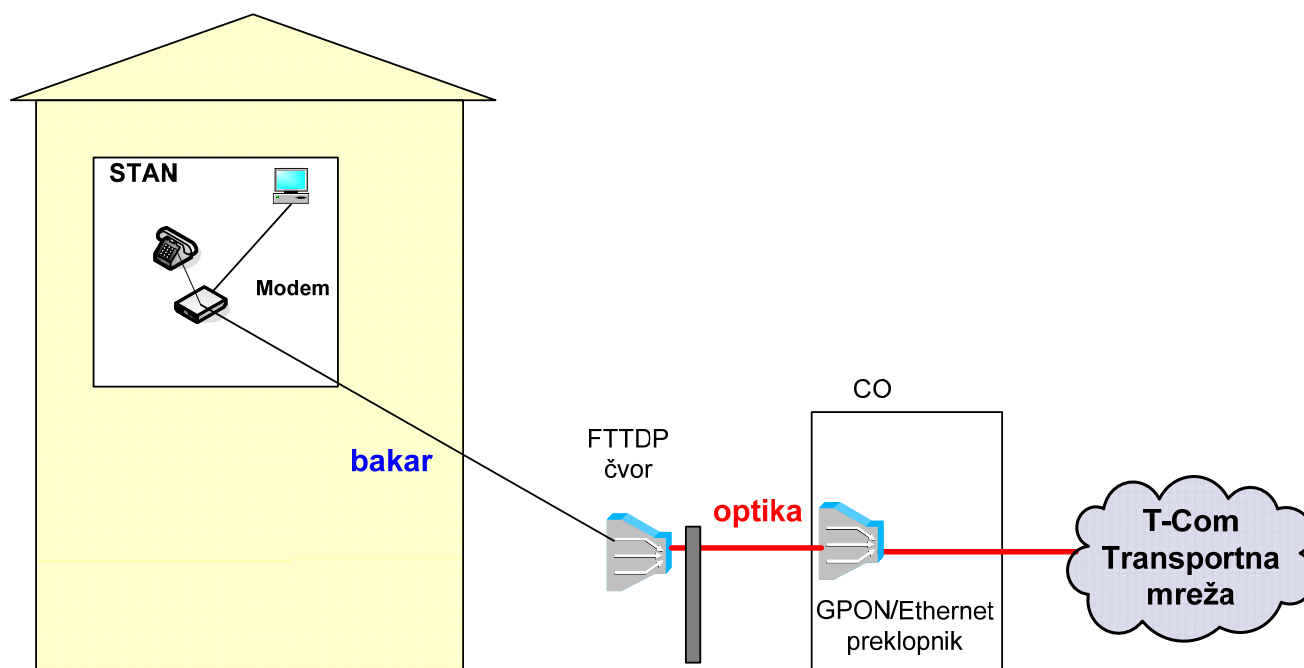 STAN
Modem
bakar
FTTDP
čvor
optika
CO
GPON/Ethernet
preklopnik
T-Com
Transportna
mreža